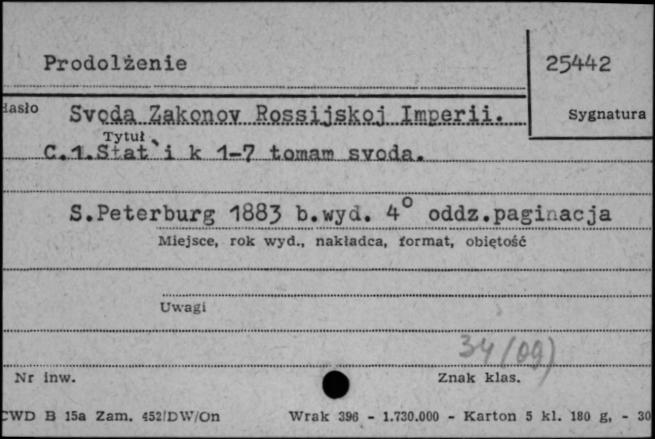 Prodolżenie
25442
Hasło
Svoda Zakonov Rossijskoj Imperii.
Sygnatura
Tytuł
C.1.Stat`i k 1-7 tomam svoda.
S.Peterburg 1883 b.wyd. 4° oddz.paginacja
Miejsce, rok wyd., nakładca, format, objętość
Uwagi
34/09)
Nr inw.
Znak klas.
CWD B 15a Zam. 452/DW/On Wrak 396 - 1.730.000 - Karton 5 kl. 180 g, - 30